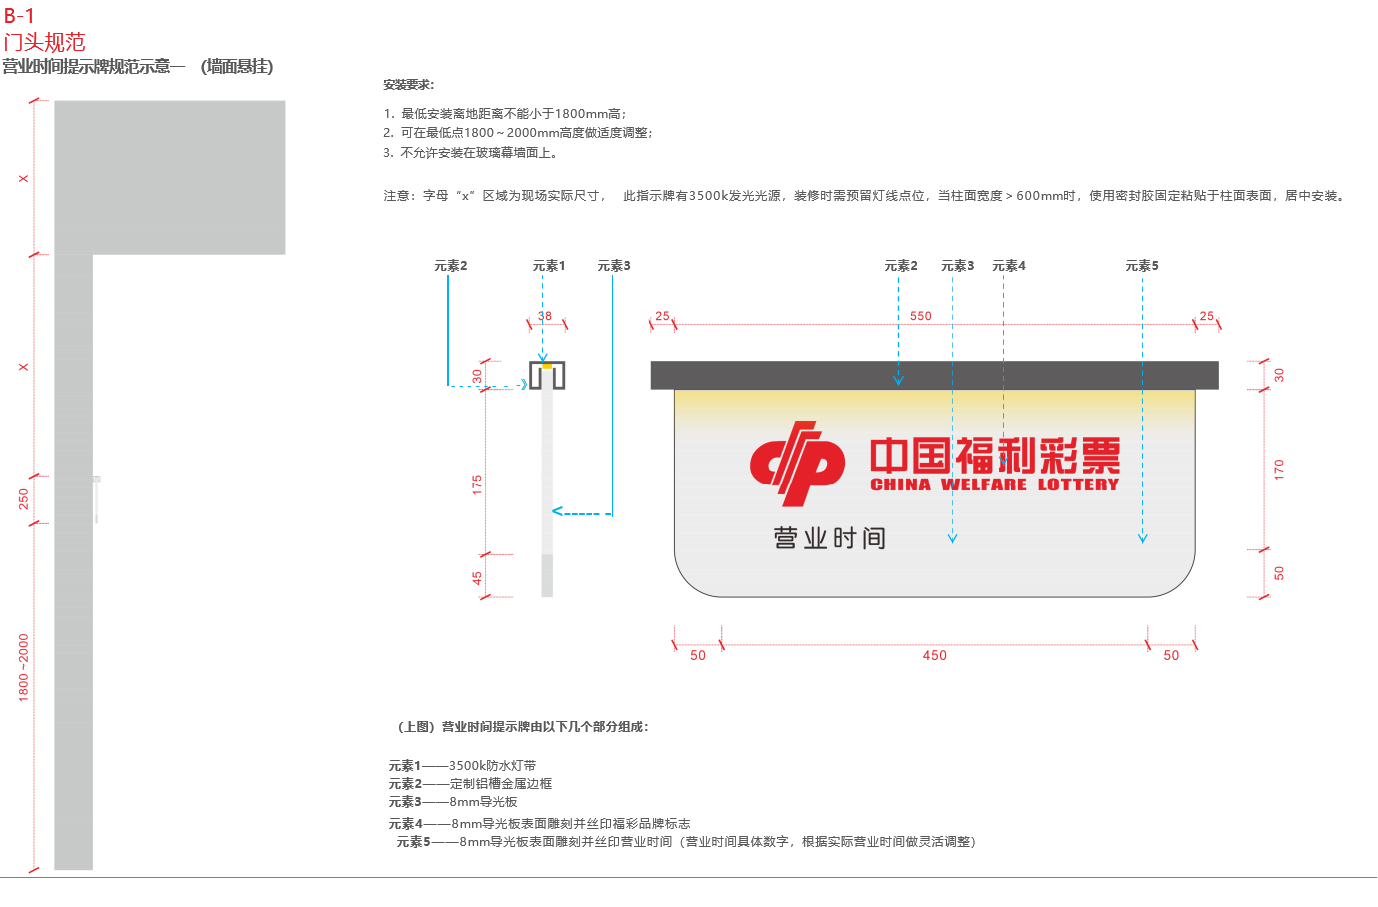 B-1
门头规范
营业时间提示牌规范示意一 （墙面悬挂）
安装要求：
1. 最低安装离地距离不能小于1800mm高；
2. 可在最低点1800～2000mm高度做适度调整；
3. 不允许安装在玻璃幕墙面上。
注意：字母“x”区域为现场实际尺寸， 此指示牌有3500k发光光源，装修时需预留灯线点位，当柱面宽度＞600mm时，使用密封胶固定粘贴于柱面表面，居中安装。
X
X
250
1800~2000
元素2
元素1
元素3
38
30
175
45
元素2
元素3
元素4
元素5
25
550
25
中国福利彩票
CHINA WELFARE LOTTERY
营业时间
30
170
50
50
450
50
（上图）营业时间提示牌由以下几个部分组成：
元素1——3500k防水灯带
元素2——定制铝槽金属边框
元素3——8mm导光板
元素4——8mm导光板表面雕刻并丝印福彩品牌标志
元素5——8mm导光板表面雕刻并丝印营业时间（营业时间具体数字，根据实际营业时间做灵活调整）